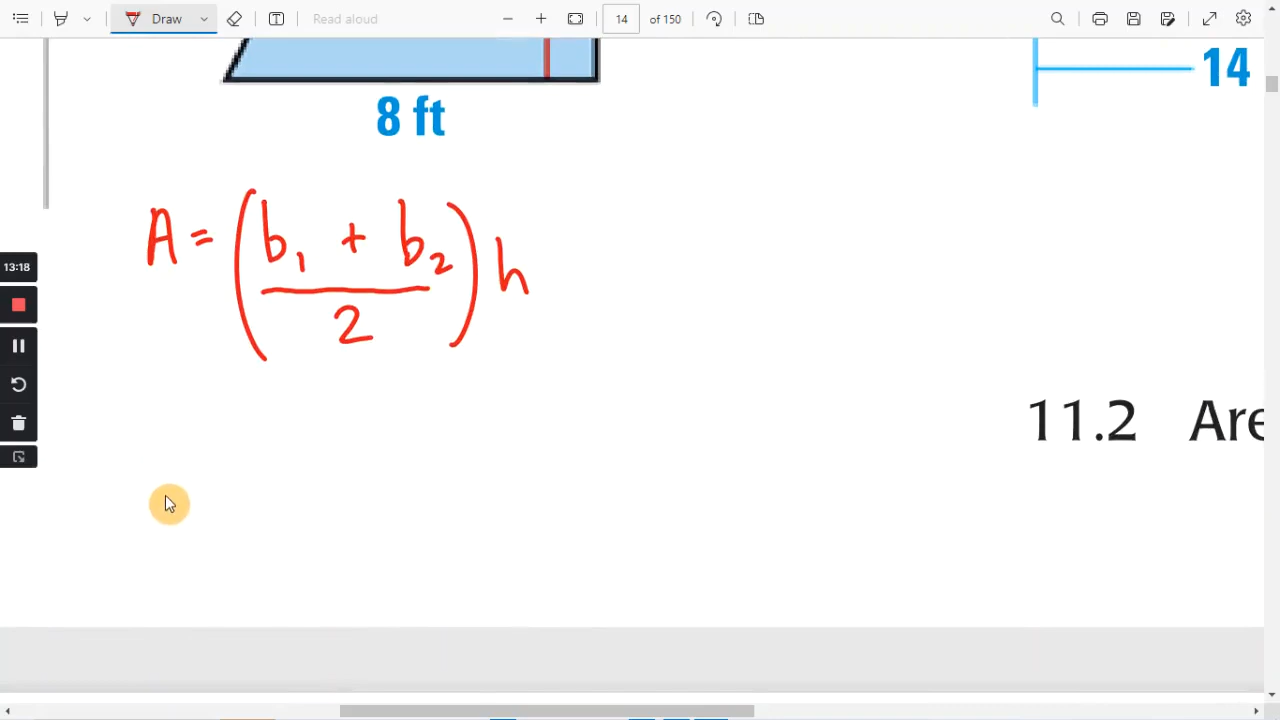 Draw Read aloud 14 of 150
14
8 ft
A = ( b₁ + b₂ / 2 ) h
13:18
11.2 Are